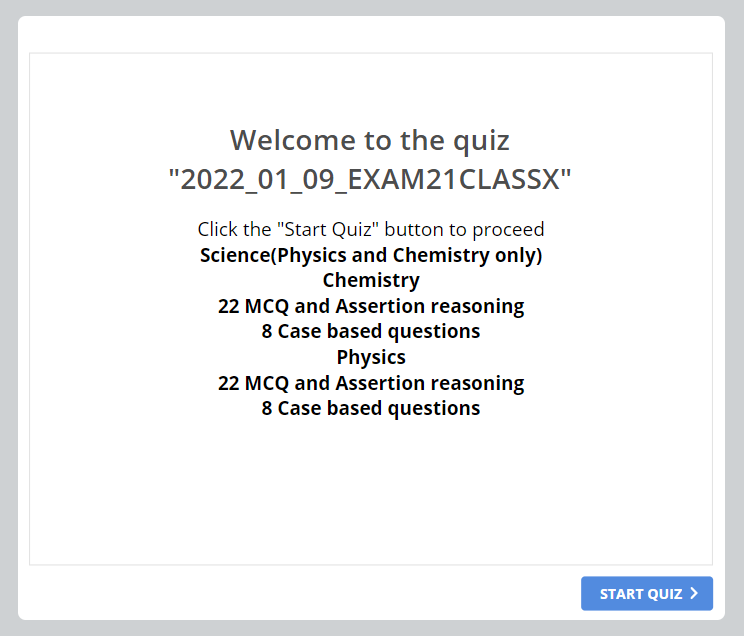 Welcome to the quiz
"2022_01_09_EXAM21CLASSX"
Click the "Start Quiz" button to proceed
Science(Physics and Chemistry only)
Chemistry
22 MCQ and Assertion reasoning
8 Case based questions
Physics
22 MCQ and Assertion reasoning
8 Case based questions
START QUIZ